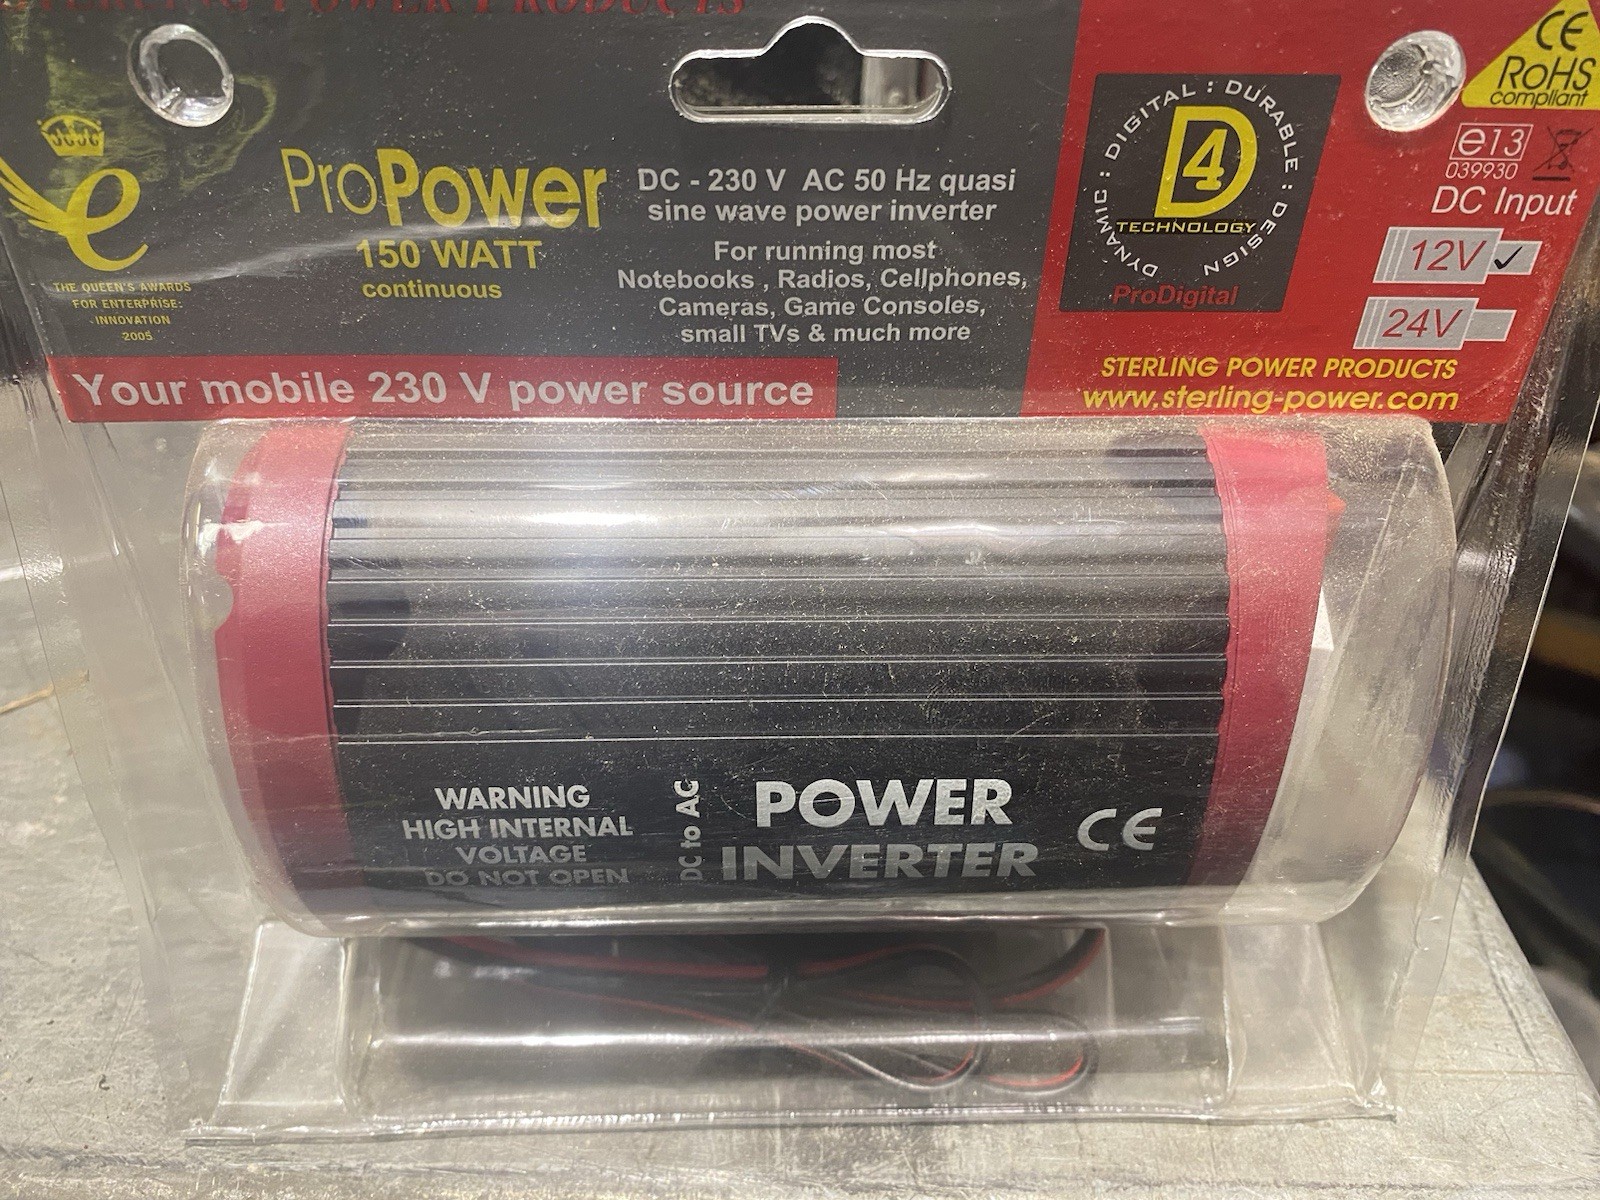 STERLING POWER PRODUCTS
CE
RoHS
compliant
e
THE QUEEN'S AWARDS
FOR ENTERPRISE:
INNOVATION
2005
ProPower
150 WATT
continuous
DC - 230 V AC 50 Hz quasi
sine wave power inverter
For running most
Notebooks , Radios, Cellphones,
Cameras, Game Consoles,
small TVs & much more
DYNAMIC : DIGITAL : DURABLE : DESIGN
D4
TECHNOLOGY
ProDigital
e13
039930
DC Input
12V ✓
24V
STERLING POWER PRODUCTS
www.sterling-power.com
Your mobile 230 V power source
WARNING
HIGH INTERNAL
VOLTAGE
DO NOT OPEN
DC to AC
POWER
INVERTER
CE